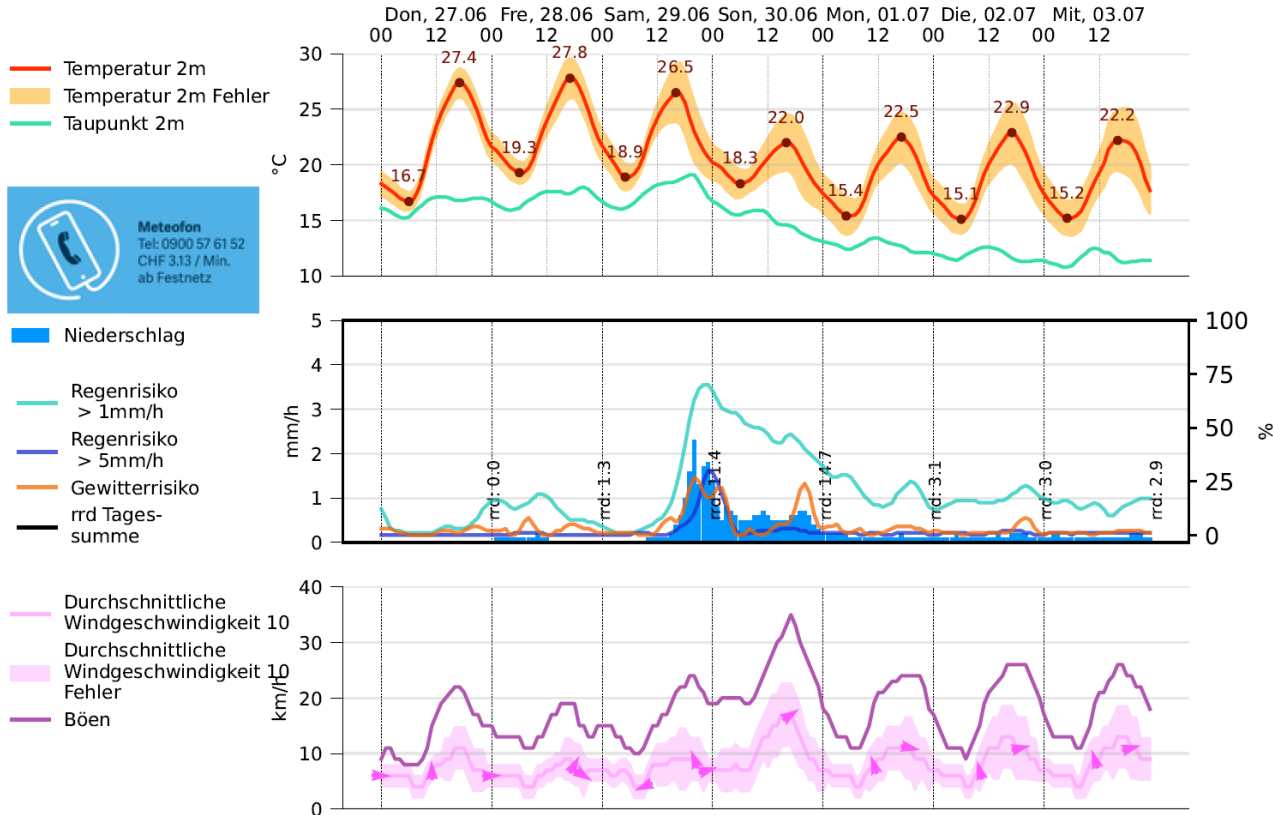 Don, 27.06 Fre, 28.06 Sam, 29.06 Son, 30.06 Mon, 01.07 Die, 02.07 Mit, 03.07
00 12 00 12 00 12 00 12 00 12 00 12 00 12
Temperatur 2m
Temperatur 2m Fehler
Taupunkt 2m
°C
30
25
20
15
10
16.7
27.4
19.3
27.8
18.9
26.5
18.3
22.0
15.4
22.5
15.1
22.9
15.2
22.2
Meteofon
Tel: 0900 57 61 52
CHF 3.13 / Min.
ab Festnetz
Niederschlag
Regenrisiko
> 1mm/h
Regenrisiko
> 5mm/h
Gewitterrisiko
rrd Tages-
summe
mm/h
5
4
3
2
1
0
rrd: 0.0
rrd: 1.3
rrd: 11.4
rrd: 14.7
rrd: 3.1
rrd: 3.0
rrd: 2.9
100
75
50
25
0
%
Durchschnittliche
Windgeschwindigkeit 10
Durchschnittliche
Windgeschwindigkeit 10
Fehler
Böen
km/h
40
30
20
10
0